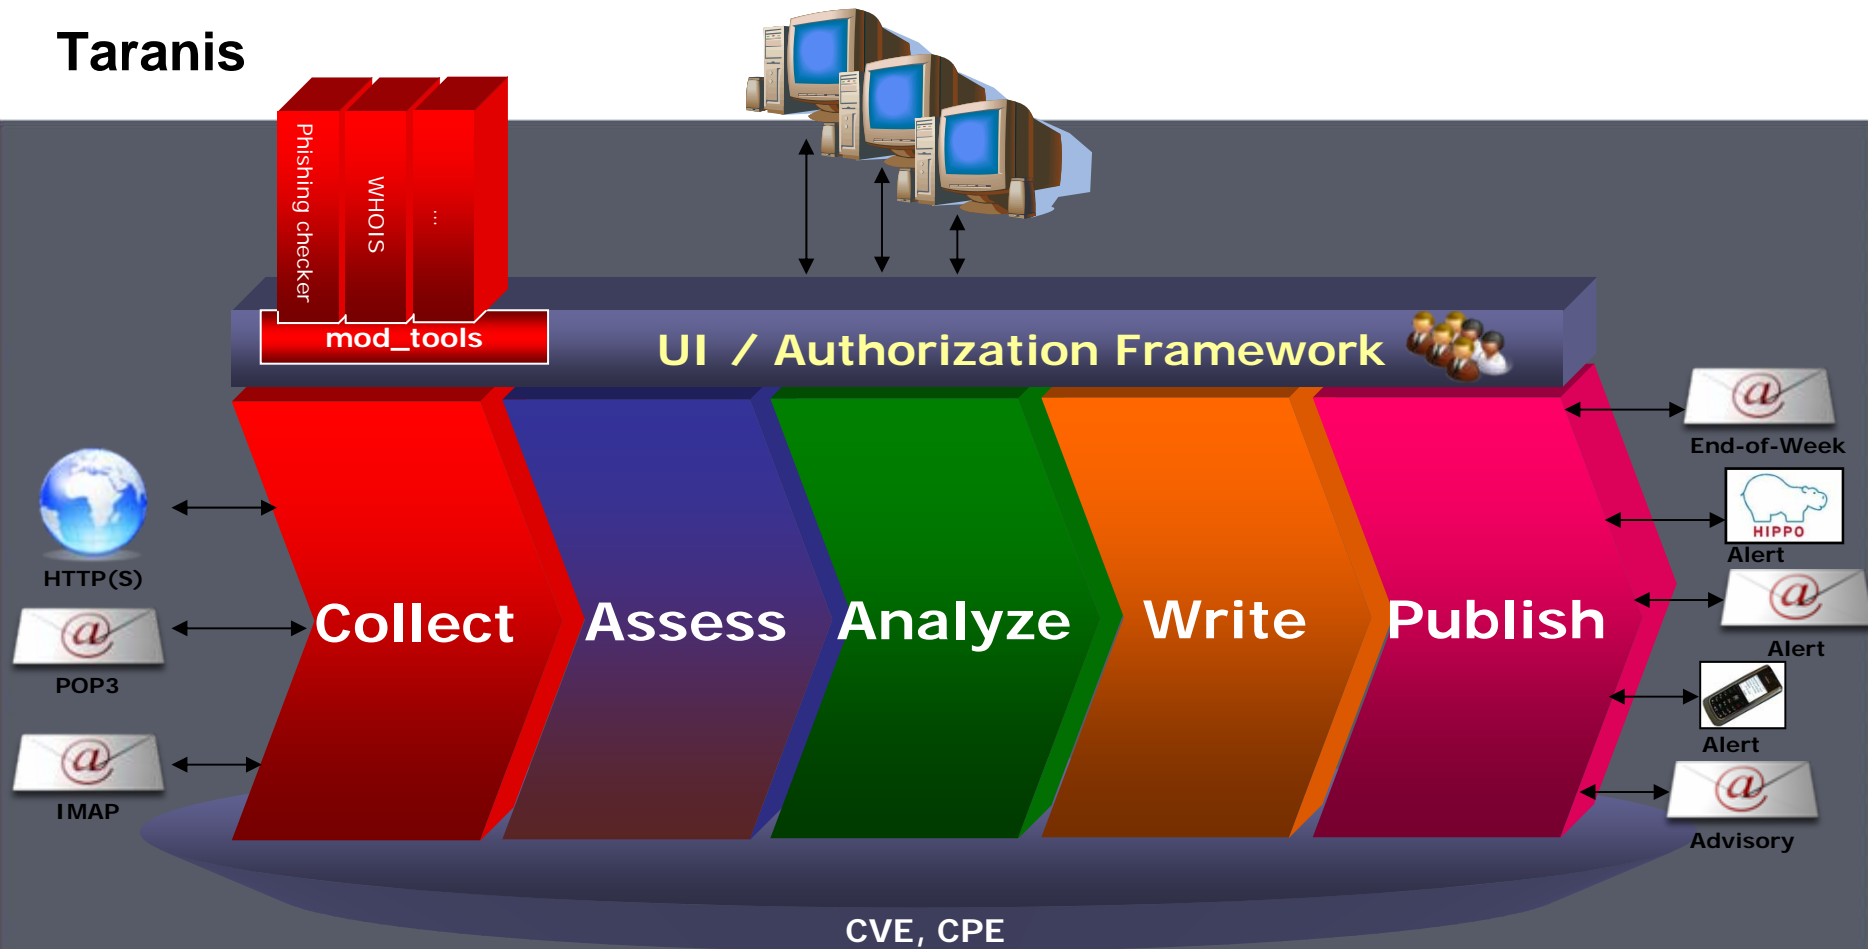 Taranis
Phishing checker
WHOIS
...
mod_tools
UI / Authorization Framework
@
End-of-Week
HIPPO
Alert
HTTP(S)
Collect
Assess
Analyze
Write
Publish
@
Alert
@
POP3
Alert
@
IMAP
@
Advisory
CVE, CPE